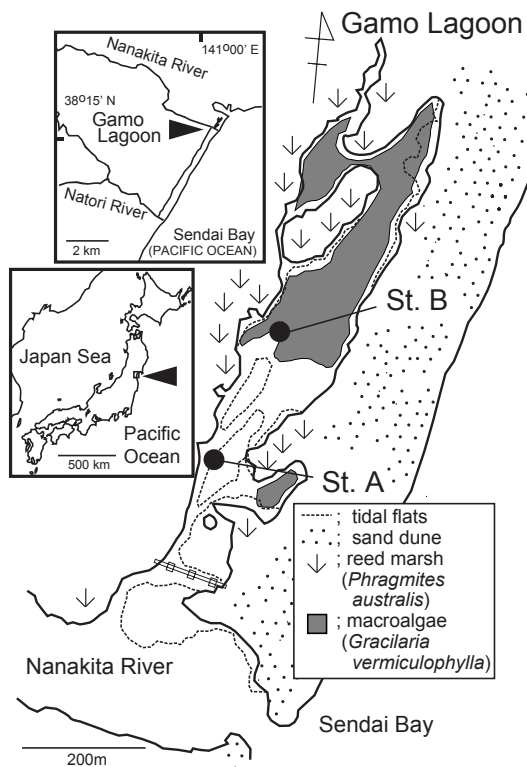 Gamo Lagoon
141°00' E
Nanakita River
38°15' N
Gamo
Lagoon
Natori River
Sendai Bay
(PACIFIC OCEAN)
2 km
Japan Sea
Pacific
Ocean
500 km
St. B
St. A
; tidal flats
; sand dune
; reed marsh
(Phragmites
australis)
; macroalgae
(Gracilaria
vermiculophylla)
Nanakita River
Sendai Bay
200m